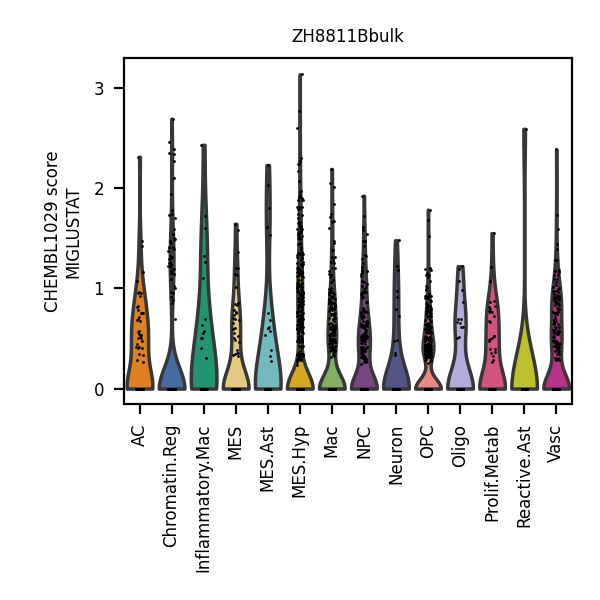 ZH8811Bbulk
CHEMBL1029 score
MIGLUSTAT
3
2
1
0
AC
Chromatin.Reg
Inflammatory.Mac
MES
MES.Ast
MES.Hyp
Mac
NPC
Neuron
OPC
Oligo
Prolif.Metab
Reactive.Ast
Vasc